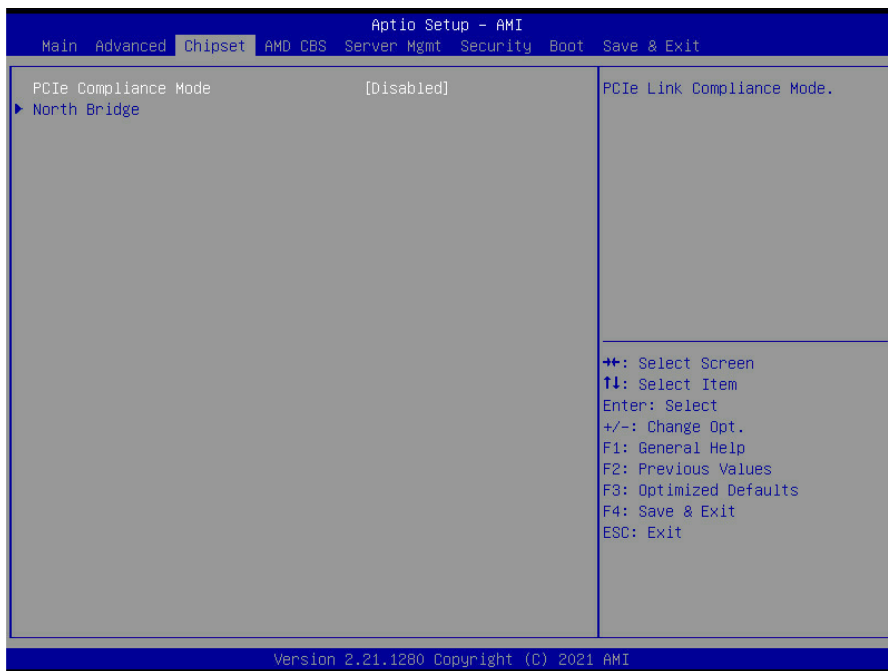 Aptio Setup – AMI
Main Advanced Chipset AMD CBS Server Mgmt Security Boot Save & Exit
PCIe Compliance Mode [Disabled]
North Bridge
PCIe Link Compliance Mode.
→←: Select Screen
↑↓: Select Item
Enter: Select
+/-: Change Opt.
F1: General Help
F2: Previous Values
F3: Optimized Defaults
F4: Save & Exit
ESC: Exit
Version 2.21.1280 Copyright (C) 2021 AMI